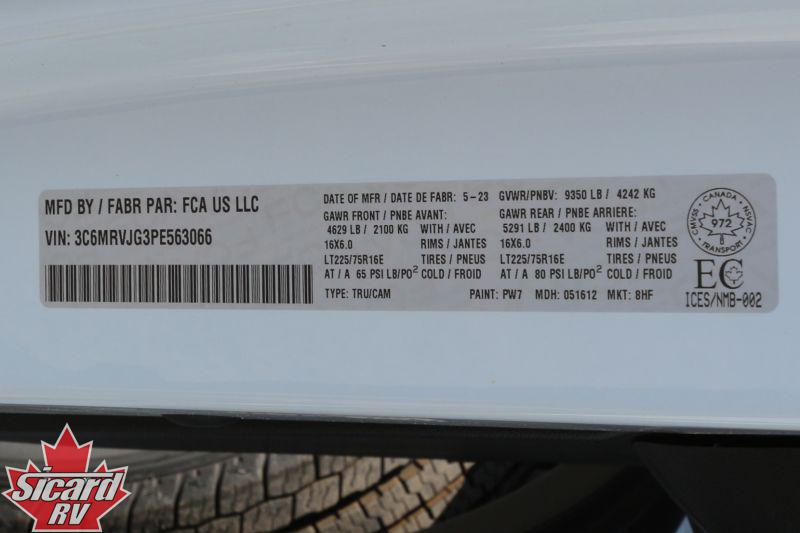 MFD BY / FABR PAR: FCA US LLC
VIN: 3C6MRVJG3PE563066
DATE OF MFR / DATE DE FABR: 5-23 GVWR/PNBV: 9350 LB / 4242 KG
GAWR FRONT / PNBE AVANT: GAWR REAR / PNBE ARRIERE:
4629 LB / 2100 KG WITH / AVEC 5291 LB / 2400 KG WITH / AVEC
16X6.0 RIMS / JANTES 16X6.0 RIMS / JANTES
LT225/75R16E TIRES / PNEUS LT225/75R16E TIRES / PNEUS
AT / A 65 PSI LB/PO² COLD / FROID AT / A 80 PSI LB/PO² COLD / FROID
TYPE: TRU/CAM PAINT: PW7 MDH: 051612 MKT: 8HF
CANADA
CMVSS NSVAC
972
TRANSPORT
EC
ICES/NMB-002
Sicard
RV